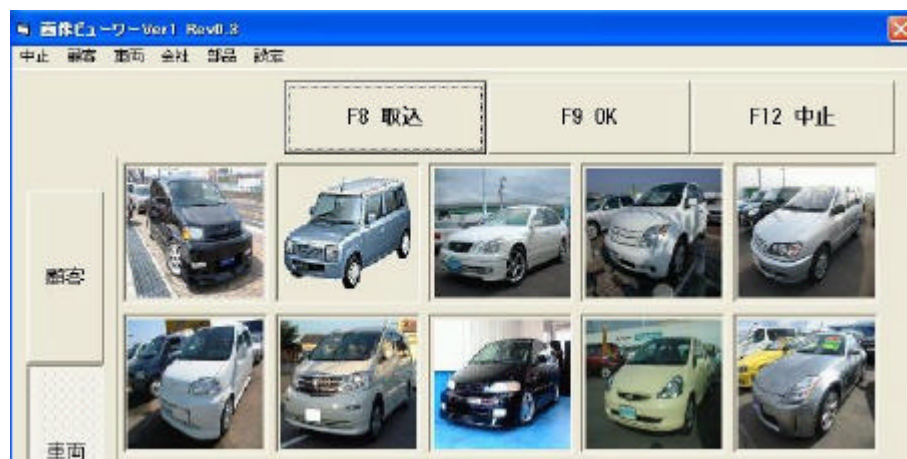 画像ビューワーVer1 Rev0.3
中止 顧客 車両 会社 部品 設定
F8 取込
F9 OK
F12 中止
顧客
車両